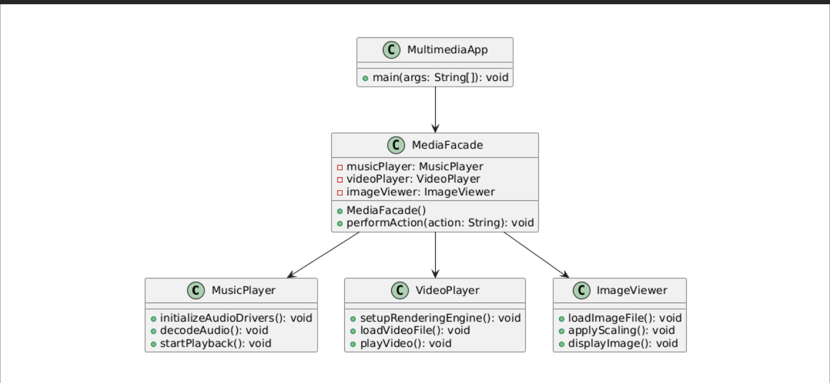 C MultimediaApp
main(args: String[]): void
C MediaFacade
musicPlayer: MusicPlayer
videoPlayer: VideoPlayer
imageViewer: ImageViewer
MediaFacade()
performAction(action: String): void
C MusicPlayer
initializeAudioDrivers(): void
decodeAudio(): void
startPlayback(): void
C VideoPlayer
setupRenderingEngine(): void
loadVideoFile(): void
playVideo(): void
C ImageViewer
loadImageFile(): void
applyScaling(): void
displayImage(): void